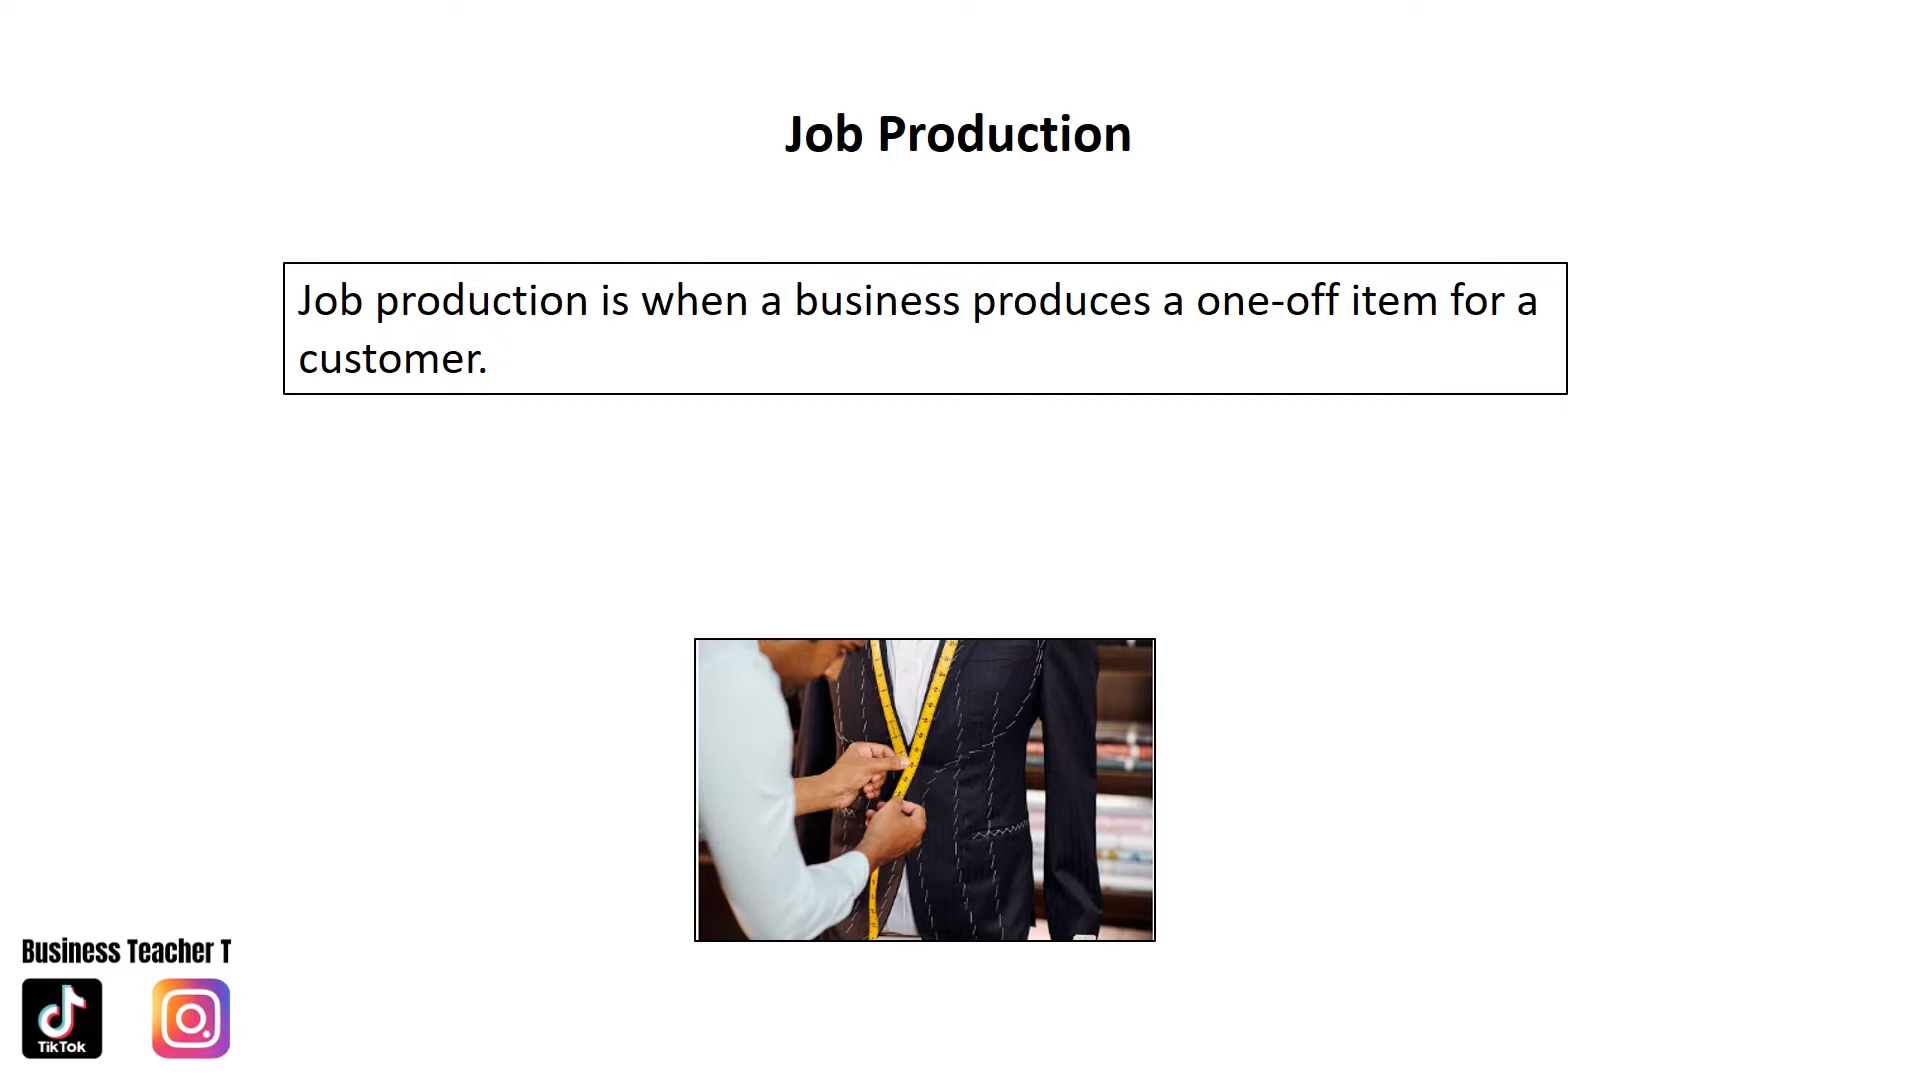 Job Production
Job production is when a business produces a one-off item for a
customer.
Business Teacher T
TikTok